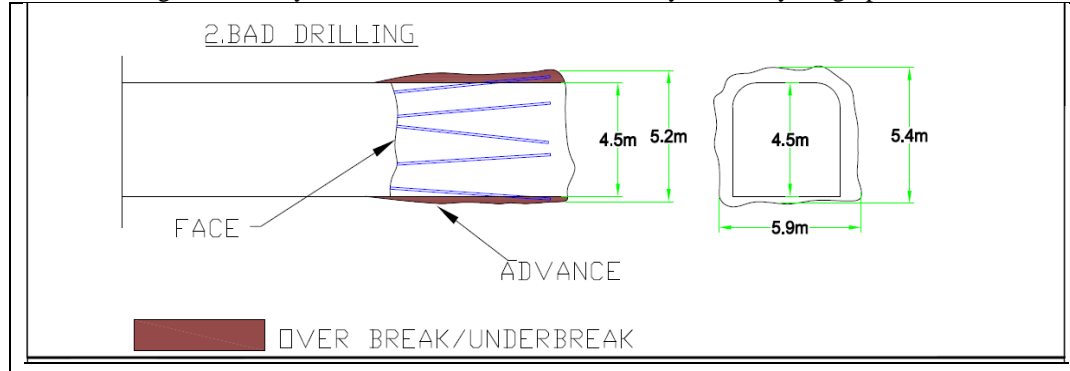 2.BAD DRILLING
4.5m 5.2m
4.5m
5.4m
5.9m
FACE
ADVANCE
OVER BREAK/UNDERBREAK